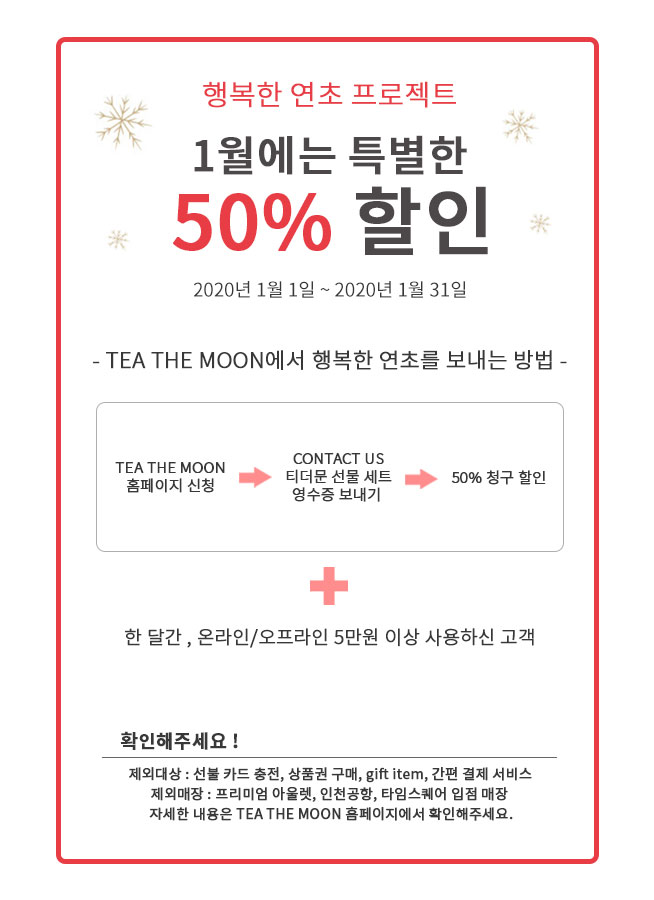 행복한 연초 프로젝트
1월에는 특별한
50% 할인
2020년 1월 1일 ~ 2020년 1월 31일
- TEA THE MOON에서 행복한 연초를 보내는 방법 -
TEA THE MOON
홈페이지 신청
CONTACT US
티더문 선물 세트
영수증 보내기
50% 청구 할인
한 달간 , 온라인/오프라인 5만원 이상 사용하신 고객
확인해주세요 !
제외대상 : 선불 카드 충전, 상품권 구매, gift item, 간편 결제 서비스
제외매장 : 프리미엄 아울렛, 인천공항, 타임스퀘어 입점 매장
자세한 내용은 TEA THE MOON 홈페이지에서 확인해주세요.